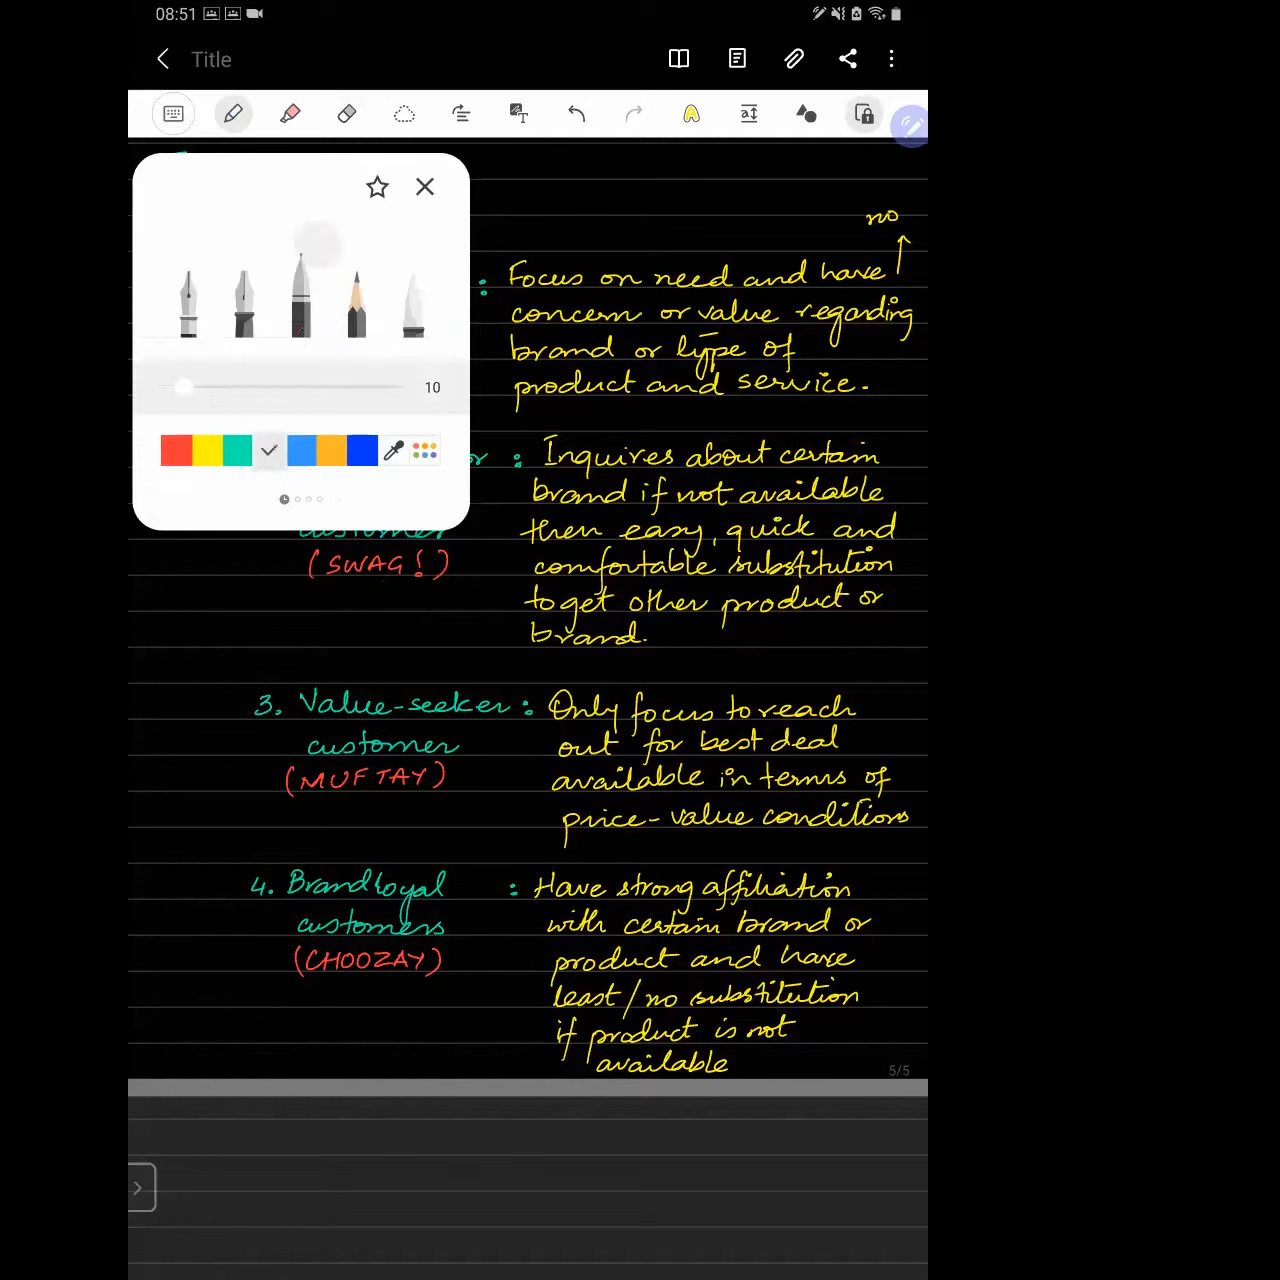 08:51
Title
no
: Focus on need and have
concern or value regarding
brand or type of
product and service.
10
or : Inquires about certain
brand if not available
customer then easy, quick and
(SWAG!) comfortable substitution
to get other product or
brand.
3. Value-seeker : Only focus to reach
customer out for best deal
(MUFTAY) available in terms of
price-value conditions
4. Brand loyal : Have strong affiliation
customers with certain brand or
(CHOOZAY) product and have
least/no substitution
if product is not
available
5/5